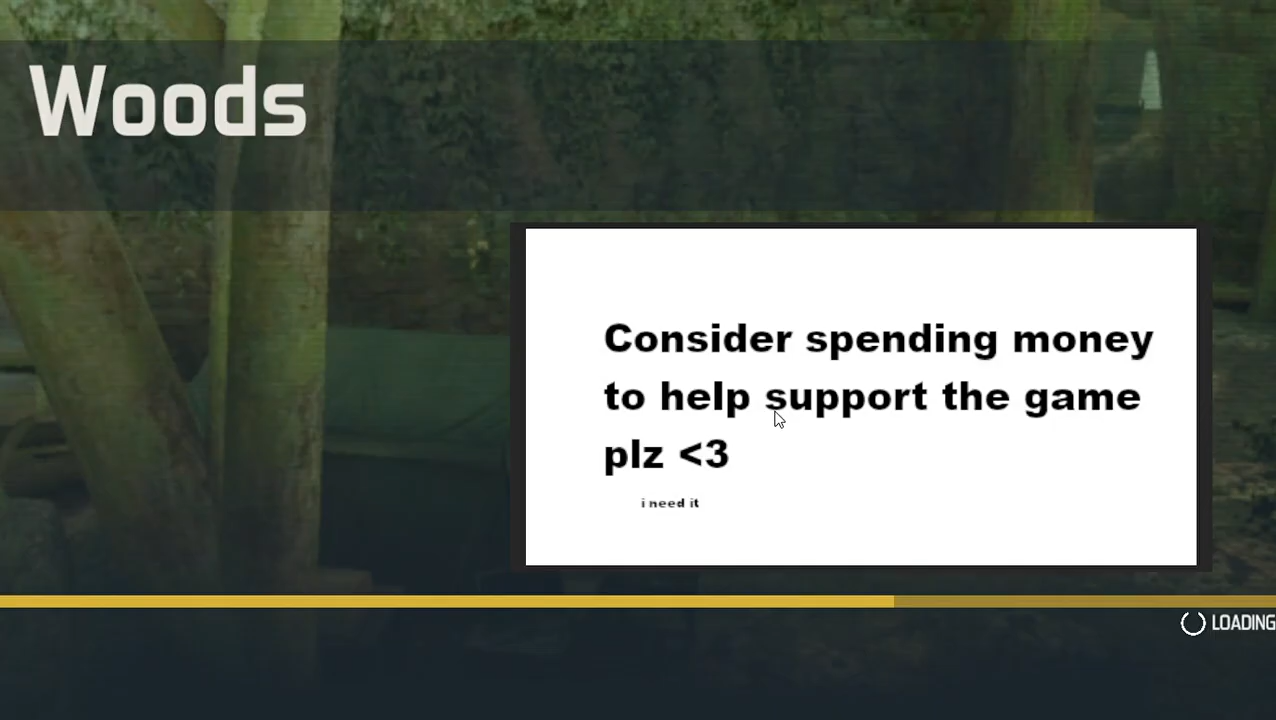 Woods
Consider spending money
to help support the game
plz <3
i need it
LOADING